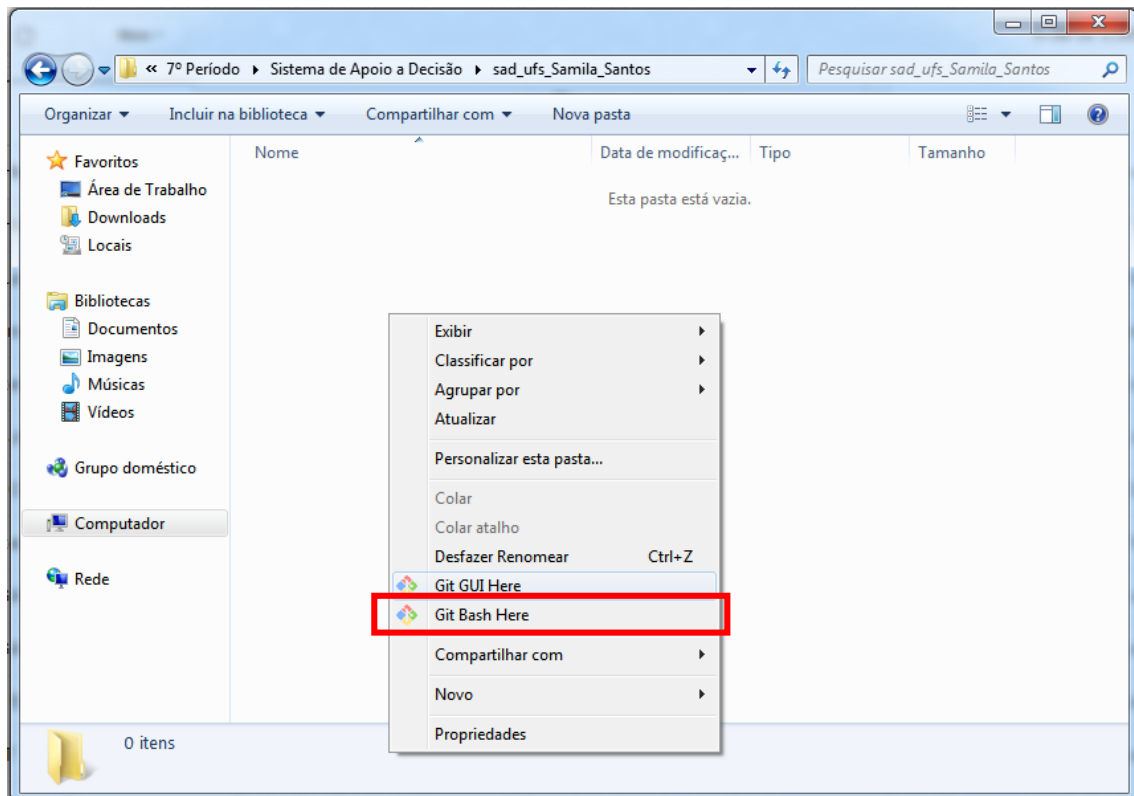 « 7º Período ▸ Sistema de Apoio a Decisão ▸ sad_ufs_Samila_Santos
Pesquisar sad_ufs_Samila_Santos
Organizar Incluir na biblioteca Compartilhar com Nova pasta
Favoritos
Área de Trabalho
Downloads
Locais
Bibliotecas
Documentos
Imagens
Músicas
Vídeos
Grupo doméstico
Computador
Rede
Nome Data de modificaç... Tipo Tamanho
Esta pasta está vazia.
Exibir
Classificar por
Agrupar por
Atualizar
Personalizar esta pasta...
Colar
Colar atalho
Desfazer Renomear Ctrl+Z
Git GUI Here
Git Bash Here
Compartilhar com
Novo
Propriedades
0 itens